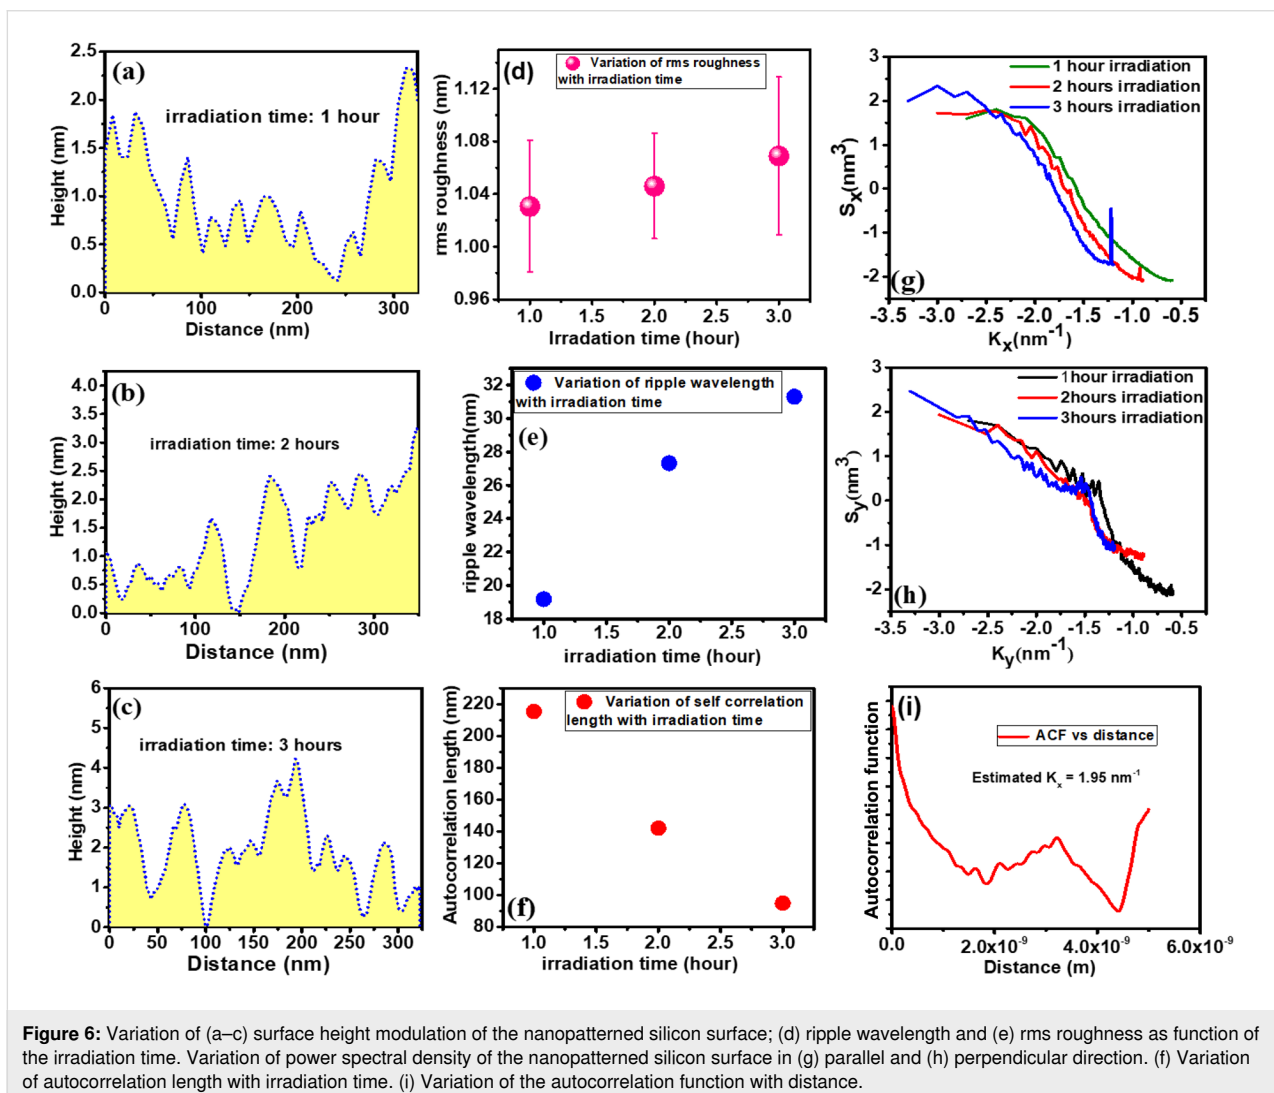 (a)
irradiation time: 1 hour
Height (nm)
2.5
2.0
1.5
1.0
0.5
0.0
0 100 200 300
Distance (nm)
(d)
Variation of rms roughness
with irradiation time
rms roughness (nm)
1.12
1.08
1.04
1.00
0.96
1.0 1.5 2.0 2.5 3.0
Irradation time (hour)
1 hour irradiation
2 hours irradiation
3 hours irradiation
Sx(nm3
3
2
1
0
-1
-2
(g)
-3.5 -3.0 -2.5 -2.0 -1.5 -1.0 -0.5
Kx(nm-1)
(b)
irradiation time: 2 hours
Height (nm)
4.0
3.5
3.0
2.5
2.0
1.5
1.0
0.5
0.0
0 100 200 300
Distance (nm)
Variation of ripple wavelength
with irradiation time
(e)
ripple wavelength(nm)
32
30
28
26
24
22
20
18
1.0 1.5 2.0 2.5 3.0
irradiation time (hour)
1hour irradiation
2hours irradiation
3hours irradiation
Sy(nm3)
3
2
1
0
-1
-2
(h)
-3.5 -3.0 -2.5 -2.0 -1.5 -1.0 -0.5
Ky(nm-1)
(c)
irradiation time: 3 hours
Height (nm)
6
5
4
3
2
1
0
0 50 100 150 200 250 300
Distance (nm)
Variation of self correlation
length with irradiation time
Autocorrelation length (nm)
220
200
180
160
140
120
100
80
(f)
1.0 1.5 2.0 2.5 3.0
irradiation time (hour)
(i)
ACF vs distance
Estimated Kx = 1.95 nm-1
Autocorrelation function
0.0 2.0x10-9 4.0x10-9 6.0x10-9
Distance (m)
Figure 6: Variation of (a–c) surface height modulation of the nanopatterned silicon surface; (d) ripple wavelength and (e) rms roughness as function of
the irradiation time. Variation of power spectral density of the nanopatterned silicon surface in (g) parallel and (h) perpendicular direction. (f) Variation
of autocorrelation length with irradiation time. (i) Variation of the autocorrelation function with distance.